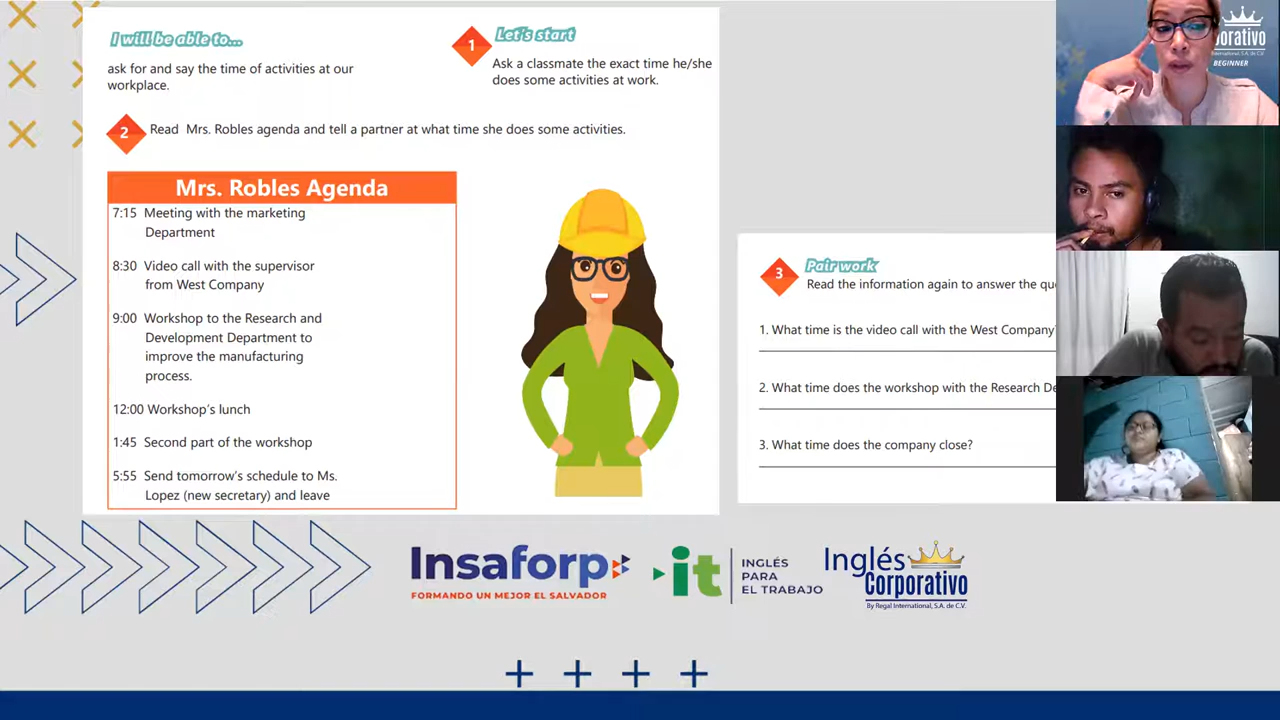 I will be able to...
ask for and say the time of activities at our
workplace.
1
Let's start
Ask a classmate the exact time he/she
does some activities at work.
2
Read Mrs. Robles agenda and tell a partner at what time she does some activities.
Mrs. Robles Agenda
7:15 Meeting with the marketing
Department
8:30 Video call with the supervisor
from West Company
9:00 Workshop to the Research and
Development Department to
improve the manufacturing
process.
12:00 Workshop's lunch
1:45 Second part of the workshop
5:55 Send tomorrow's schedule to Ms.
Lopez (new secretary) and leave
3
Pair work
Read the information again to answer the qu
1. What time is the video call with the West Company
2. What time does the workshop with the Research De
3. What time does the company close?
orativo
International, S.A. de C.V.
BEGINNER
Insaforp
FORMANDO UN MEJOR EL SALVADOR
it
INGLÉS
PARA
EL TRABAJO
Inglés
Corporativo
By Regal International, S.A. de C.V.